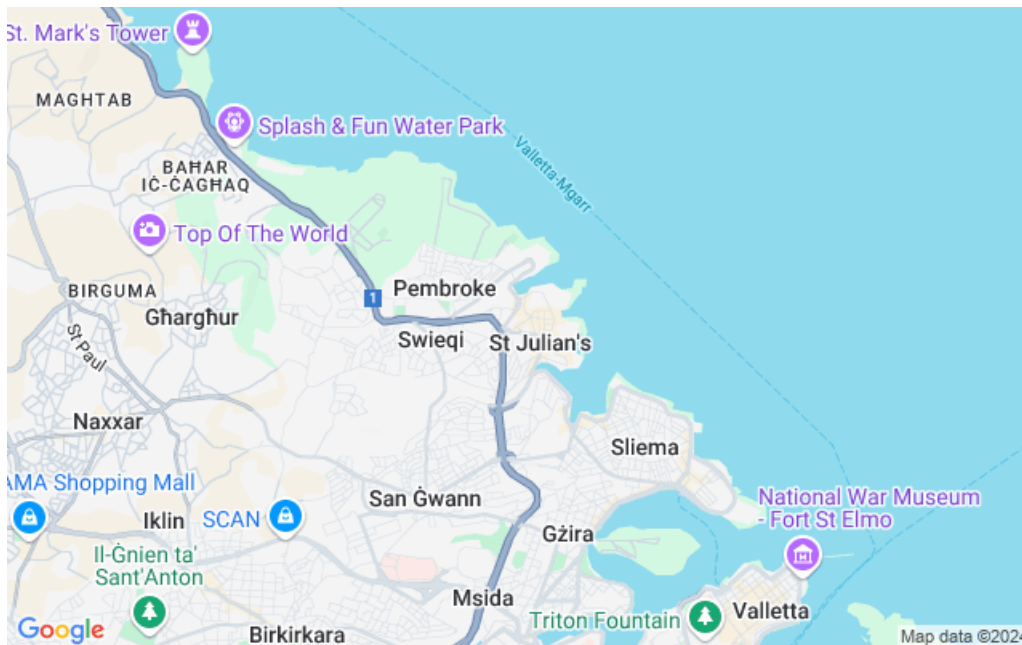 St. Mark's Tower
MAGHTAB
Splash & Fun Water Park
Valletta-Mgarr
BAĦAR
IĊ-ĊAGĦAQ
Top Of The World
BIRGUMA
Pembroke
1
Għargħur
St Paul
Swieqi
St Julian's
Naxxar
Sliema
AMA Shopping Mall
San Ġwann
National War Museum
- Fort St Elmo
Iklin
SCAN
Gżira
Il-Ġnien ta'
Sant'Anton
Msida
Triton Fountain
Valletta
Google
Birkirkara
Map data ©2024